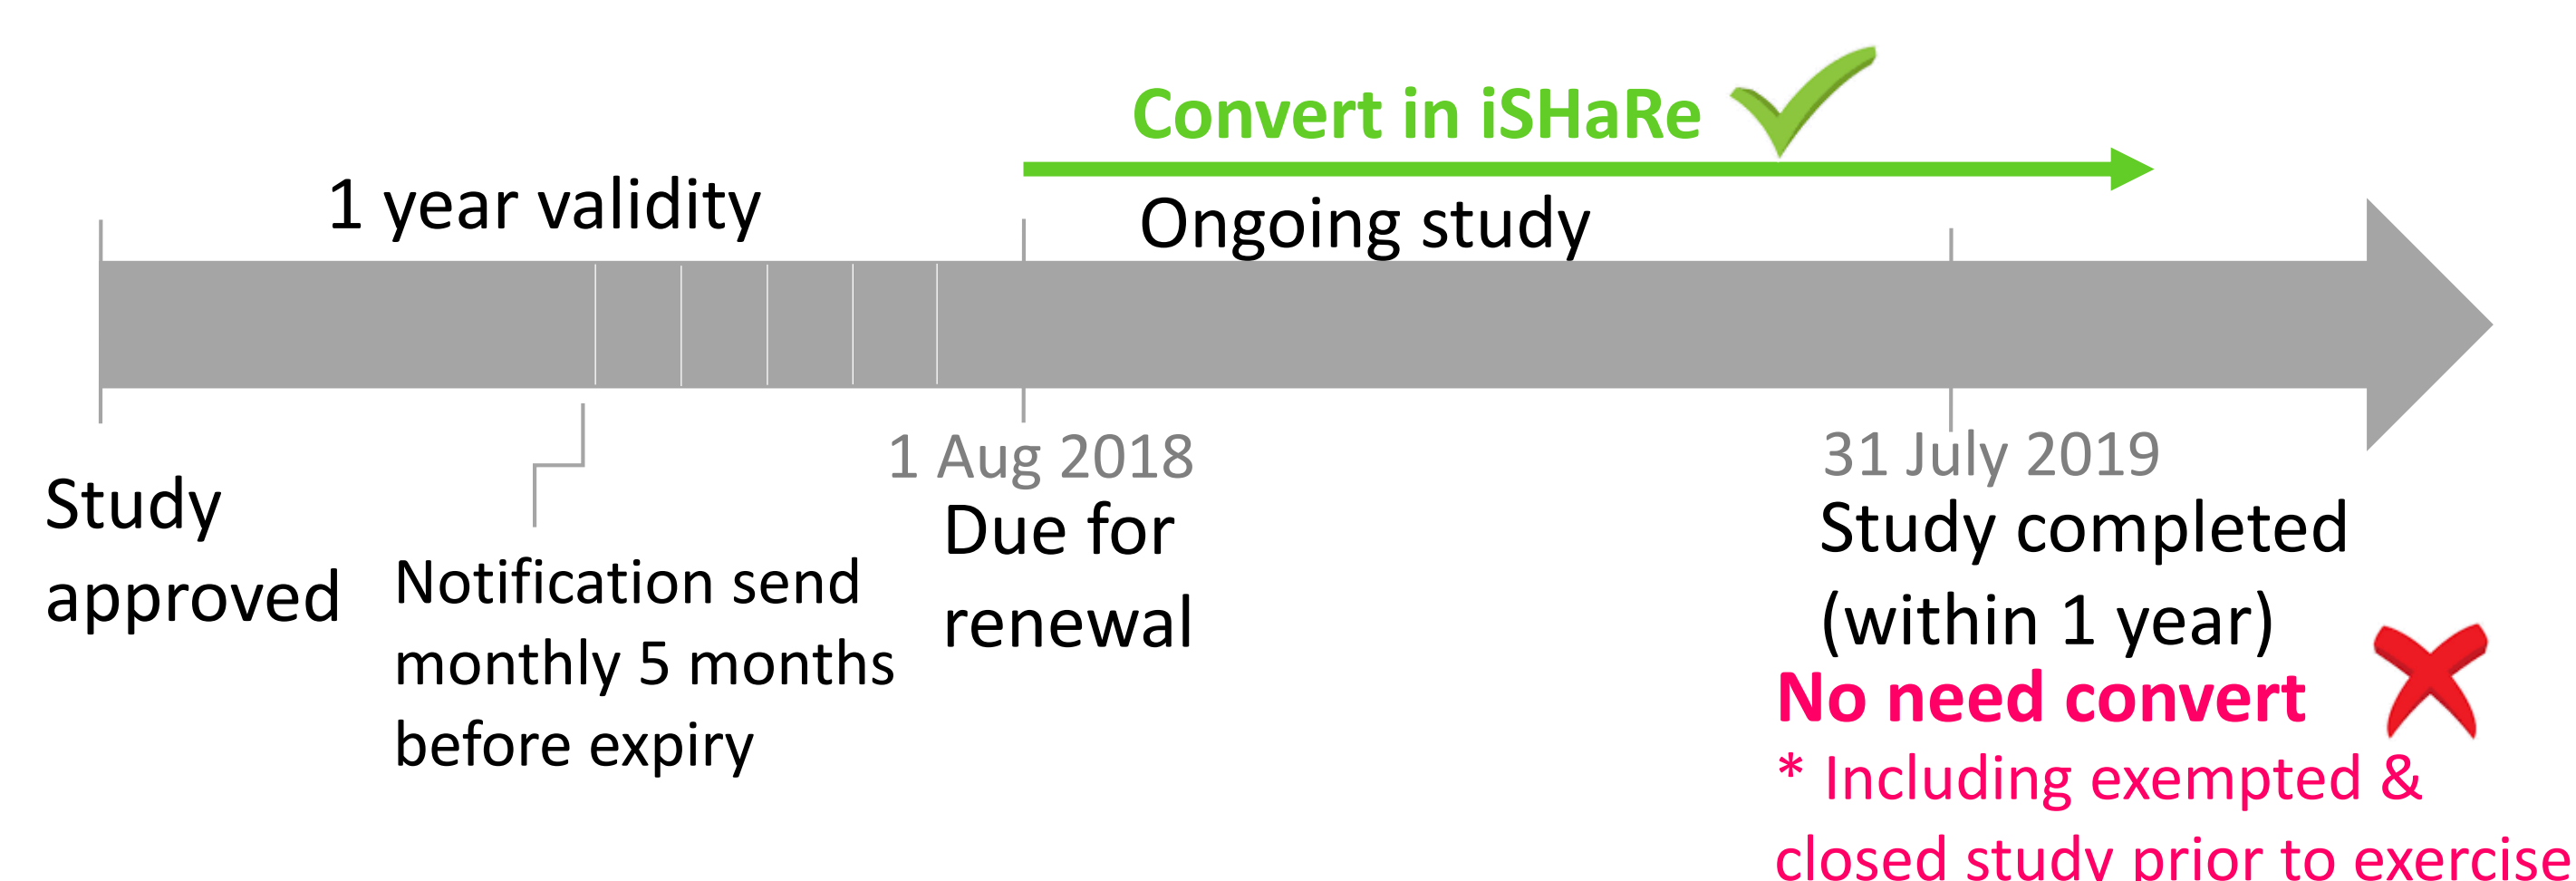 Convert in iSHaRe
1 year validity
Ongoing study
1 Aug 2018
31 July 2019
Study
approved
Notification send
monthly 5 months
before expiry
Due for
renewal
Study completed
(within 1 year)
No need convert
* Including exempted &
closed study prior to exercise